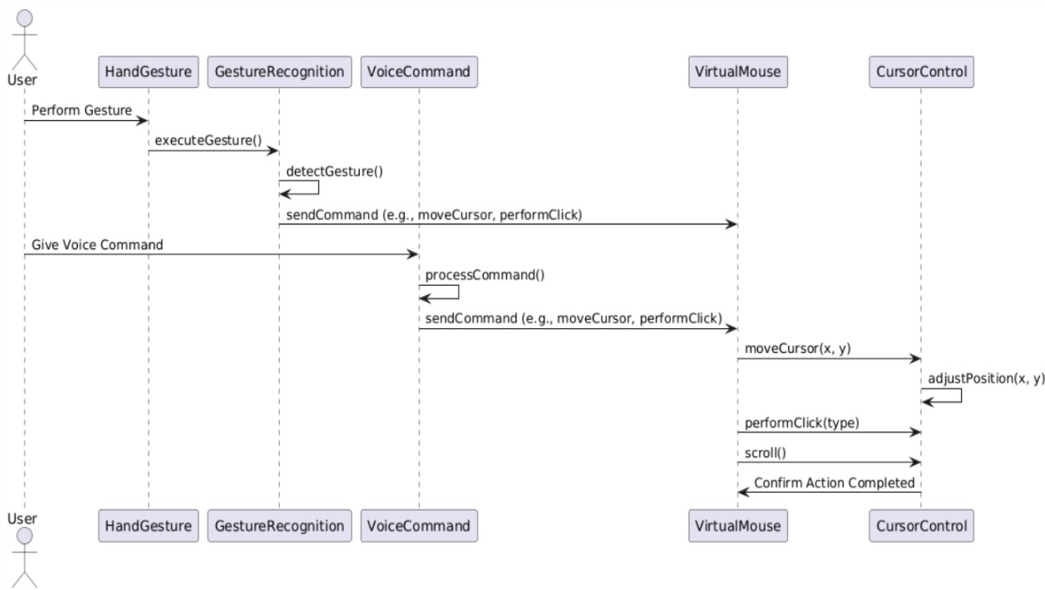 User
HandGesture
GestureRecognition
VoiceCommand
VirtualMouse
CursorControl
Perform Gesture
executeGesture()
detectGesture()
sendCommand (e.g., moveCursor, performClick)
Give Voice Command
processCommand()
sendCommand (e.g., moveCursor, performClick)
moveCursor(x, y)
adjustPosition(x, y)
performClick(type)
scroll()
Confirm Action Completed
User
HandGesture
GestureRecognition
VoiceCommand
VirtualMouse
CursorControl